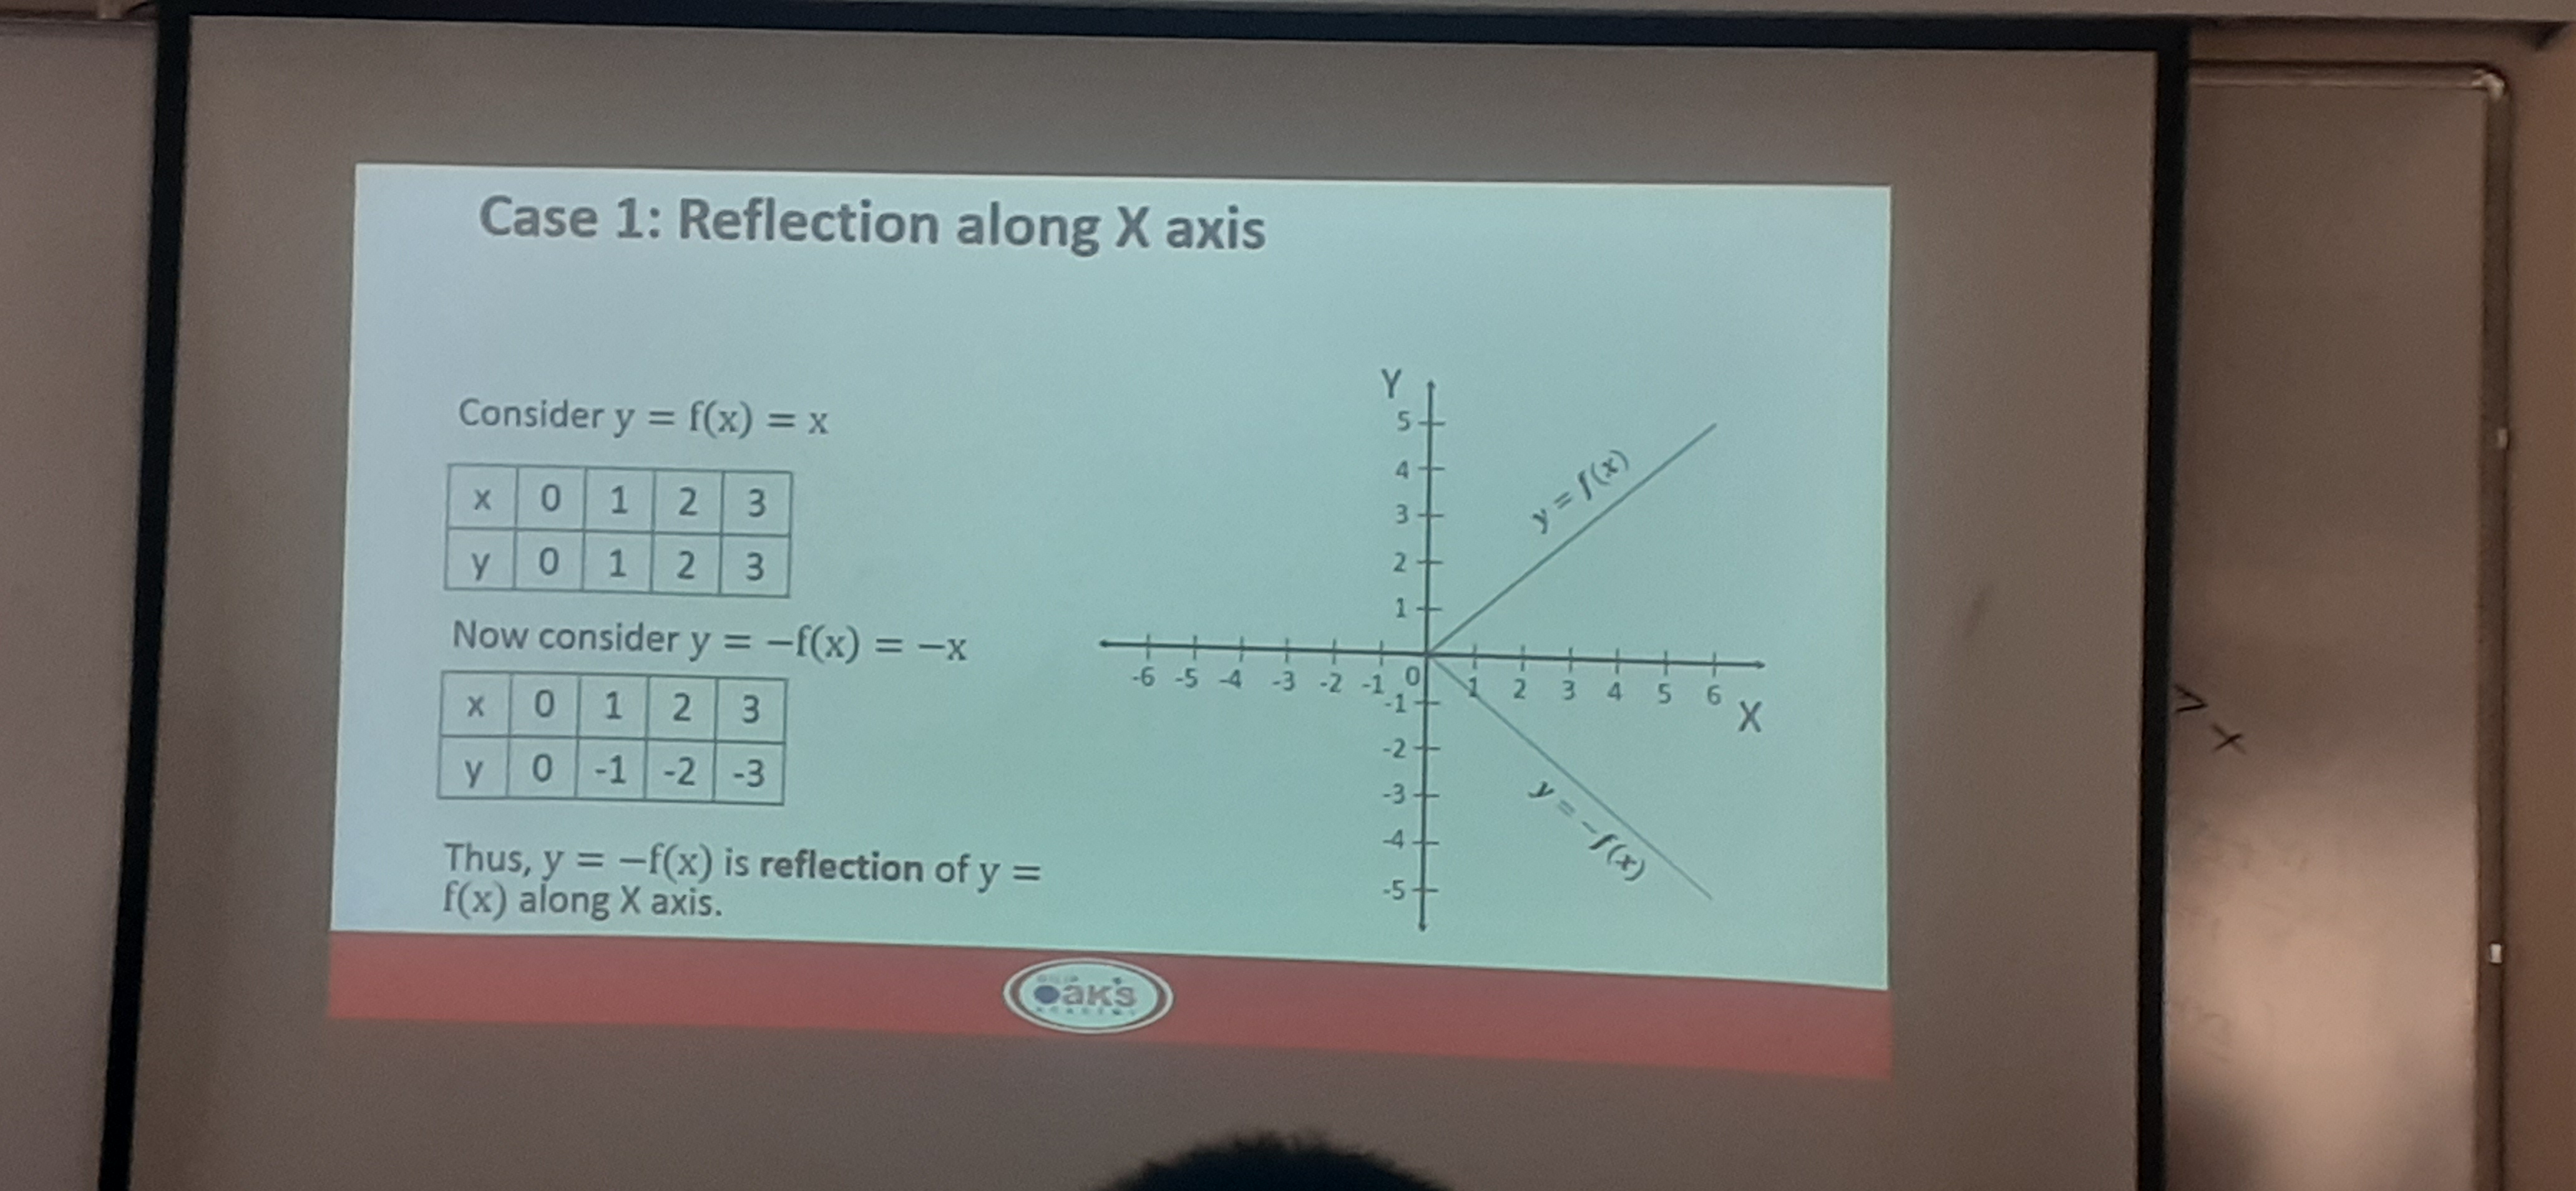 Case 1: Reflection along X axis
Consider y = f(x) = x
x 0 1 2 3
y 0 1 2 3
Now consider y = −f(x) = −x
x 0 1 2 3
y 0 -1 -2 -3
Thus, y = −f(x) is reflection of y =
f(x) along X axis.
Y
5
4
3
2
1
y = f(x)
-6 -5 -4 -3 -2 -1 0 1 2 3 4 5 6
X
-1
-2
-3
-4
-5
y = −f(x)
aks